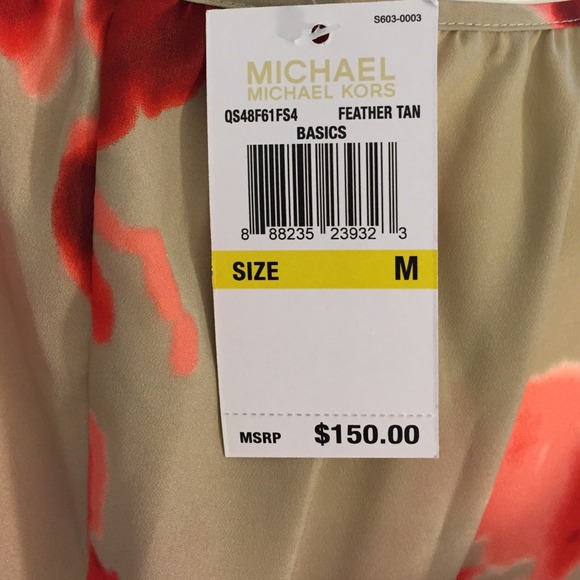 S603-0003
MICHAEL
MICHAEL KORS
QS48F61FS4 FEATHER TAN
BASICS
8 88235 23932 3
SIZE M
MSRP $150.00